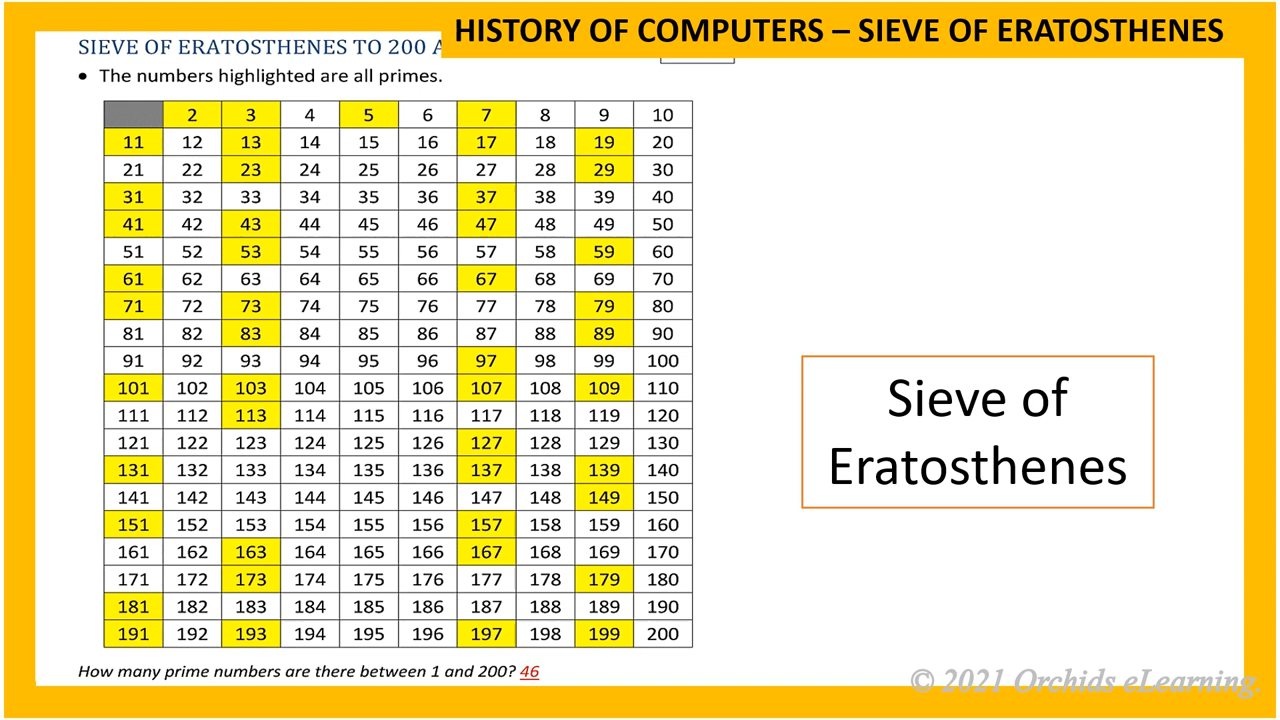 HISTORY OF COMPUTERS – SIEVE OF ERATOSTHENES
SIEVE OF ERATOSTHENES TO 200
• The numbers highlighted are all primes.
2 3 4 5 6 7 8 9 10
11 12 13 14 15 16 17 18 19 20
21 22 23 24 25 26 27 28 29 30
31 32 33 34 35 36 37 38 39 40
41 42 43 44 45 46 47 48 49 50
51 52 53 54 55 56 57 58 59 60
61 62 63 64 65 66 67 68 69 70
71 72 73 74 75 76 77 78 79 80
81 82 83 84 85 86 87 88 89 90
91 92 93 94 95 96 97 98 99 100
101 102 103 104 105 106 107 108 109 110
111 112 113 114 115 116 117 118 119 120
121 122 123 124 125 126 127 128 129 130
131 132 133 134 135 136 137 138 139 140
141 142 143 144 145 146 147 148 149 150
151 152 153 154 155 156 157 158 159 160
161 162 163 164 165 166 167 168 169 170
171 172 173 174 175 176 177 178 179 180
181 182 183 184 185 186 187 188 189 190
191 192 193 194 195 196 197 198 199 200
How many prime numbers are there between 1 and 200? 46
Sieve of
Eratosthenes
© 2021 Orchids eLearning.